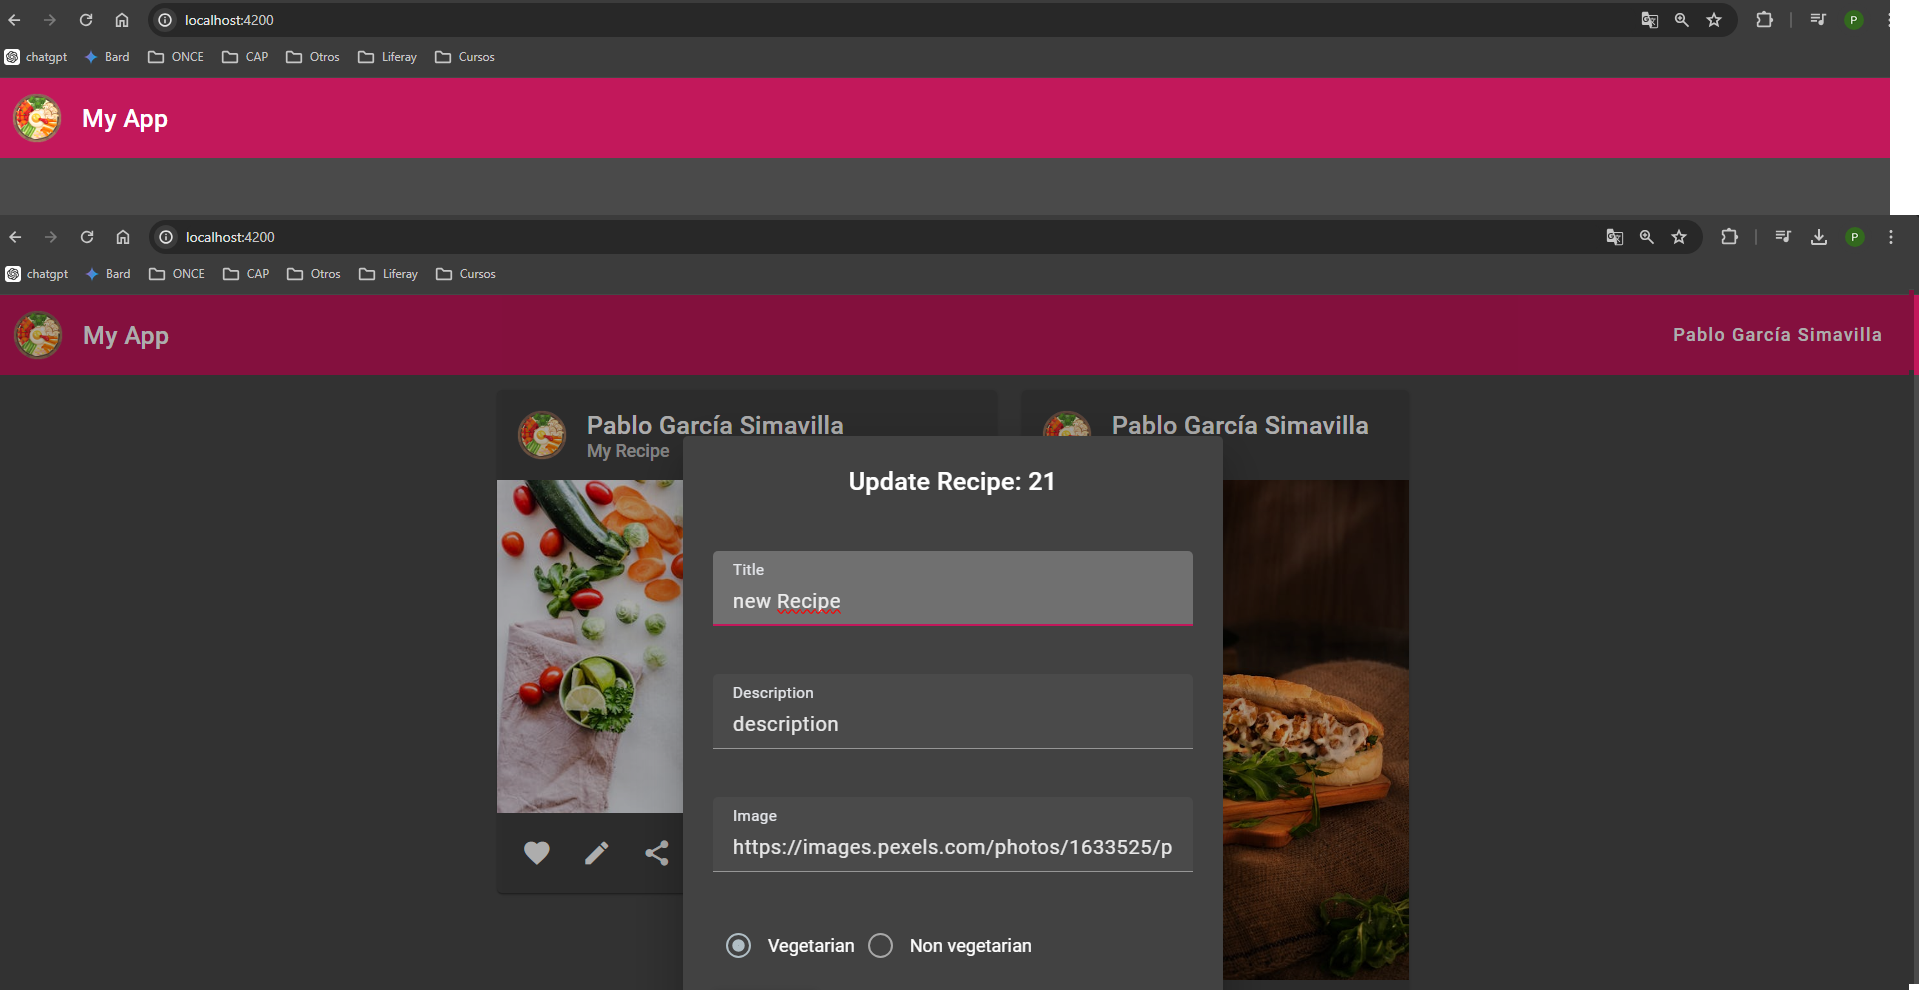 localhost:4200
chatgpt Bard ONCE CAP Otros Liferay Cursos
P
My App
localhost:4200
P
chatgpt Bard ONCE CAP Otros Liferay Cursos
My App Pablo García Simavilla
Pablo García Simavilla Pablo García Simavilla
My Recipe
Update Recipe: 21
Title
new Recipe
Description
description
Image
https://images.pexels.com/photos/1633525/p
Vegetarian Non vegetarian